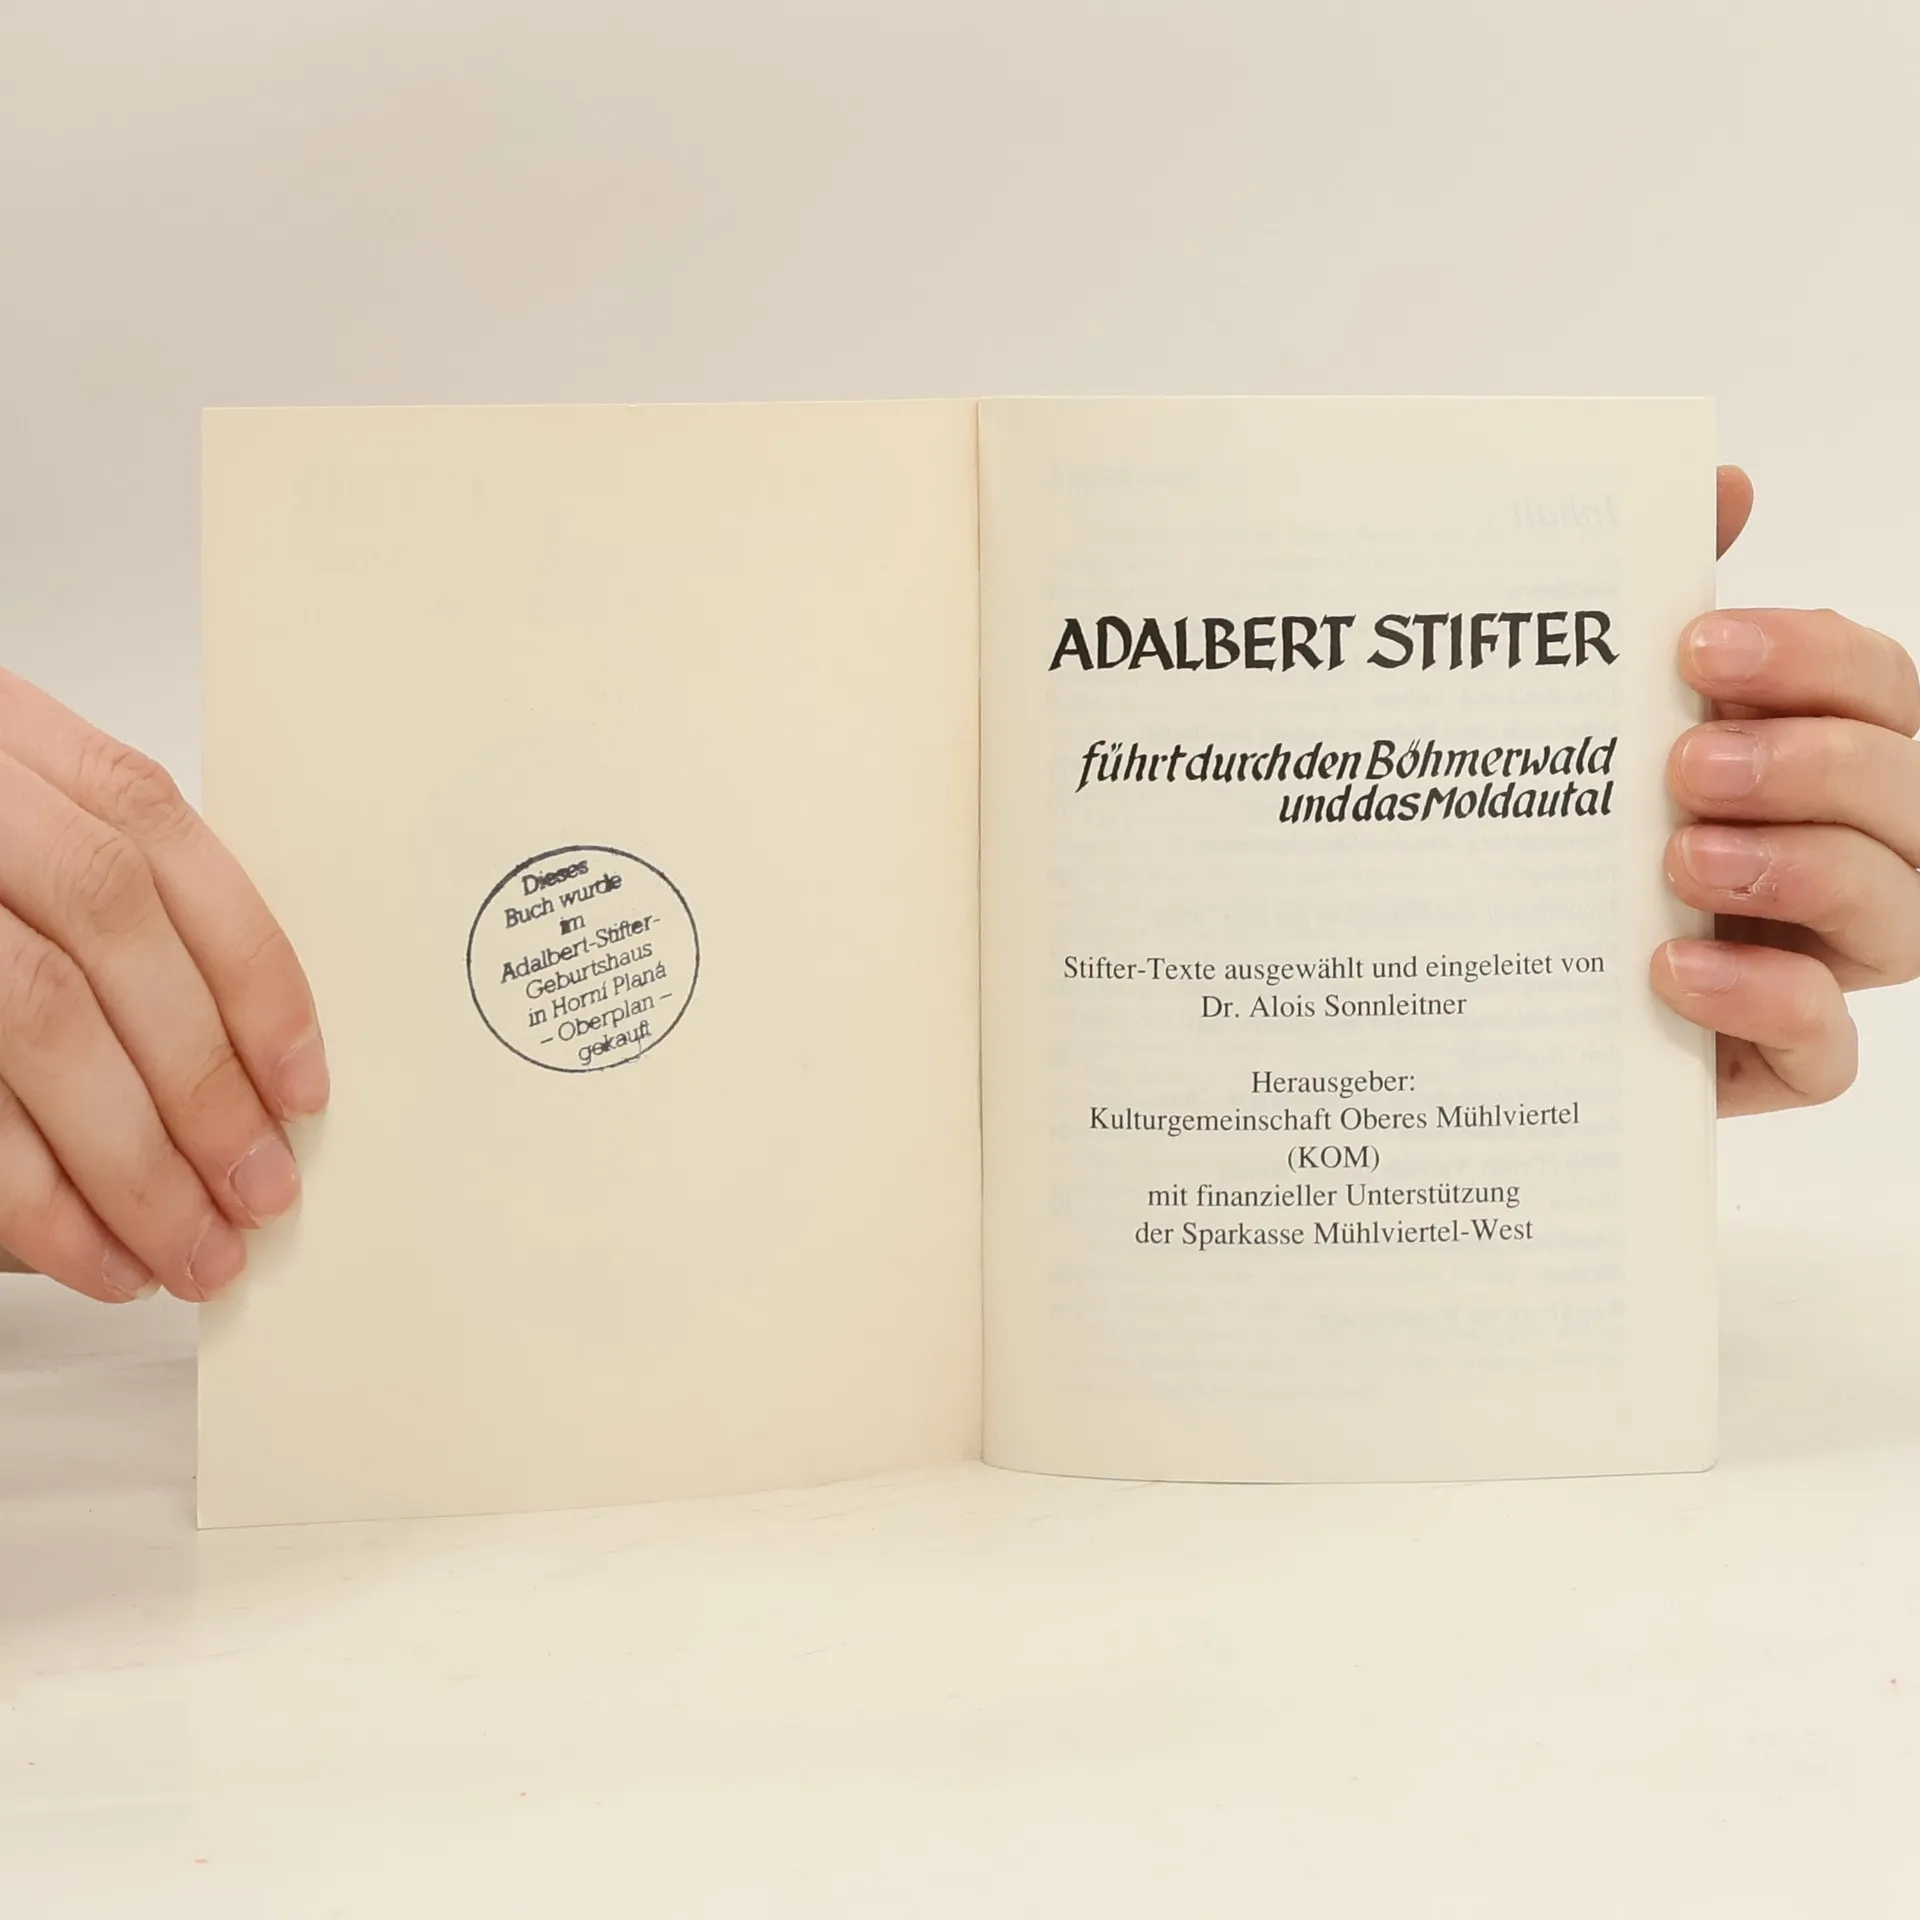 Dieses
Buch wurde
im
Adalbert-Stifter-
Geburtshaus
in Horní Planá
– Oberplan –
gekauft
ADALBERT STIFTER
führt durch den Böhmerwald
und das Moldautal
Stifter-Texte ausgewählt und eingeleitet von
Dr. Alois Sonnleitner
Herausgeber:
Kulturgemeinschaft Oberes Mühlviertel
(KOM)
mit finanzieller Unterstützung
der Sparkasse Mühlviertel-West